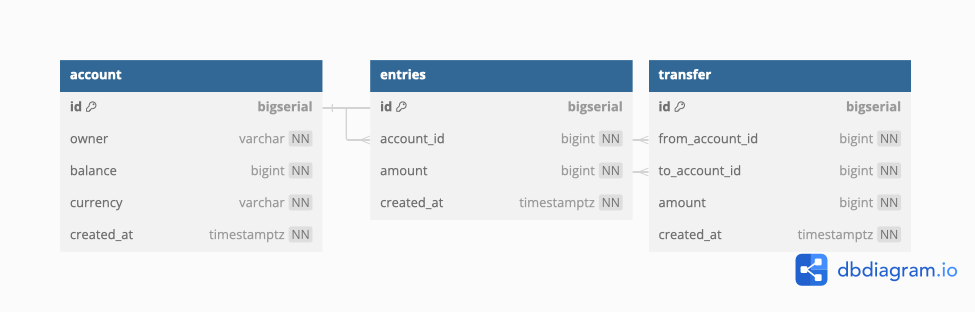 account
id bigserial
owner varchar NN
balance bigint NN
currency varchar NN
created_at timestamptz NN
entries
id bigserial
account_id bigint NN
amount bigint NN
created_at timestamptz NN
transfer
id bigserial
from_account_id bigint NN
to_account_id bigint NN
amount bigint NN
created_at timestamptz NN
dbdiagram.io